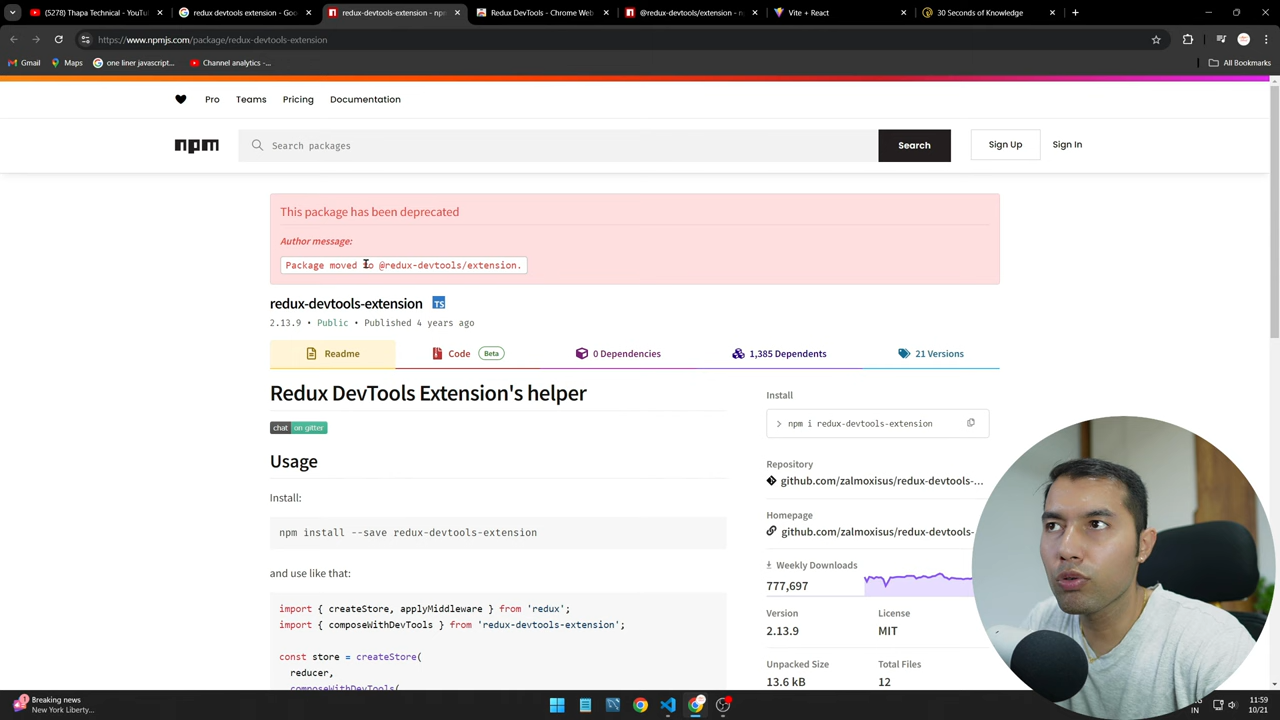 (5278) Thapa Technical - YouTu
redux devtools extension - Goo
redux-devtools-extension - npm
Redux DevTools - Chrome Web
@redux-devtools/extension - n
Vite + React
30 Seconds of Knowledge
https://www.npmjs.com/package/redux-devtools-extension
Gmail
Maps
one liner javascript...
Channel analytics -...
All Bookmarks
Pro
Teams
Pricing
Documentation
npm
Search packages
Search
Sign Up
Sign In
This package has been deprecated
Author message:
Package moved to @redux-devtools/extension.
redux-devtools-extension TS
2.13.9 • Public • Published 4 years ago
Readme
Code Beta
0 Dependencies
1,385 Dependents
21 Versions
Redux DevTools Extension's helper
chat on gitter
Usage
Install:
npm install --save redux-devtools-extension
and use like that:
import { createStore, applyMiddleware } from 'redux';
import { composeWithDevTools } from 'redux-devtools-extension';
const store = createStore(
reducer,
composeWithDevTools(
Install
> npm i redux-devtools-extension
Repository
github.com/zalmoxisus/redux-devtools-...
Homepage
github.com/zalmoxisus/redux-devtools-
Weekly Downloads
777,697
Version
2.13.9
License
MIT
Unpacked Size
13.6 kB
Total Files
12
Breaking news
New York Liberty...
11:59
IN
10/21